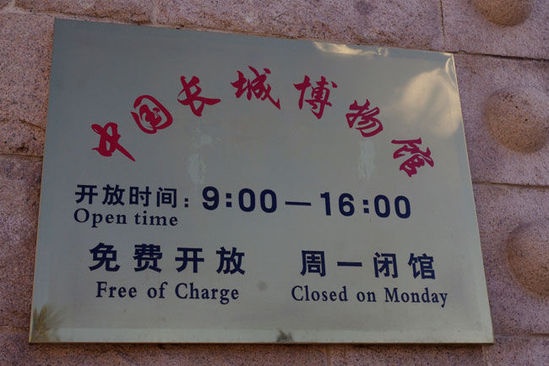 中国长城博物馆
开放时间：9:00—16:00
Open time
免费开放 周一闭馆
Free of Charge Closed on Monday